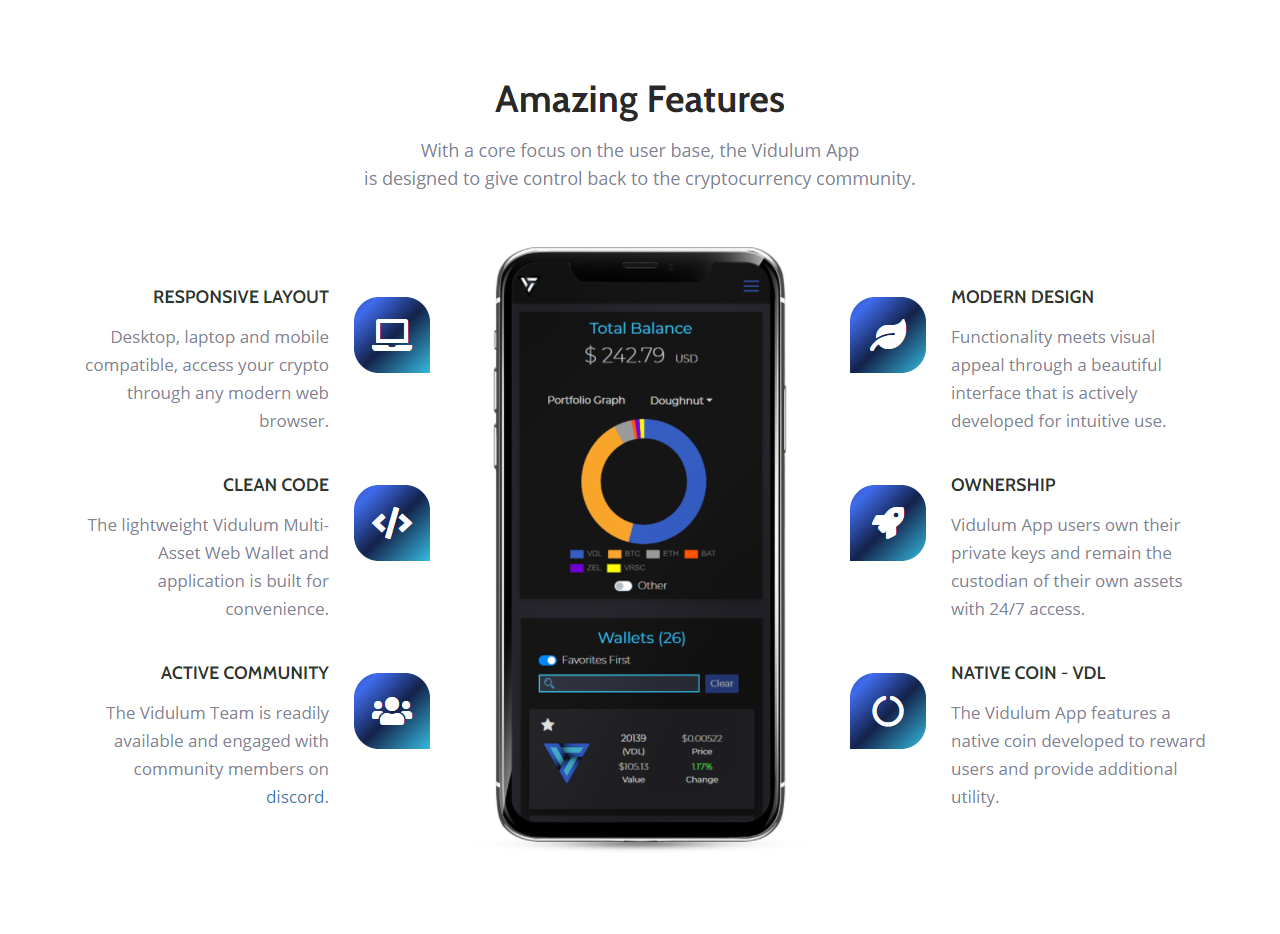 Amazing Features
With a core focus on the user base, the Vidulum App
is designed to give control back to the cryptocurrency community.
RESPONSIVE LAYOUT
Desktop, laptop and mobile
compatible, access your crypto
through any modern web
browser.
CLEAN CODE
The lightweight Vidulum Multi-
Asset Web Wallet and
application is built for
convenience.
ACTIVE COMMUNITY
The Vidulum Team is readily
available and engaged with
community members on
discord.
Total Balance
$ 242.79 USD
Portfolio Graph Doughnut
VDL BTC ETH BAT
ZEL VRSC
Other
Wallets (26)
Favorites First
Clear
20139 $0.00522
(VDL) Price
$105.13 1.17%
Value Change
MODERN DESIGN
Functionality meets visual
appeal through a beautiful
interface that is actively
developed for intuitive use.
OWNERSHIP
Vidulum App users own their
private keys and remain the
custodian of their own assets
with 24/7 access.
NATIVE COIN - VDL
The Vidulum App features a
native coin developed to reward
users and provide additional
utility.